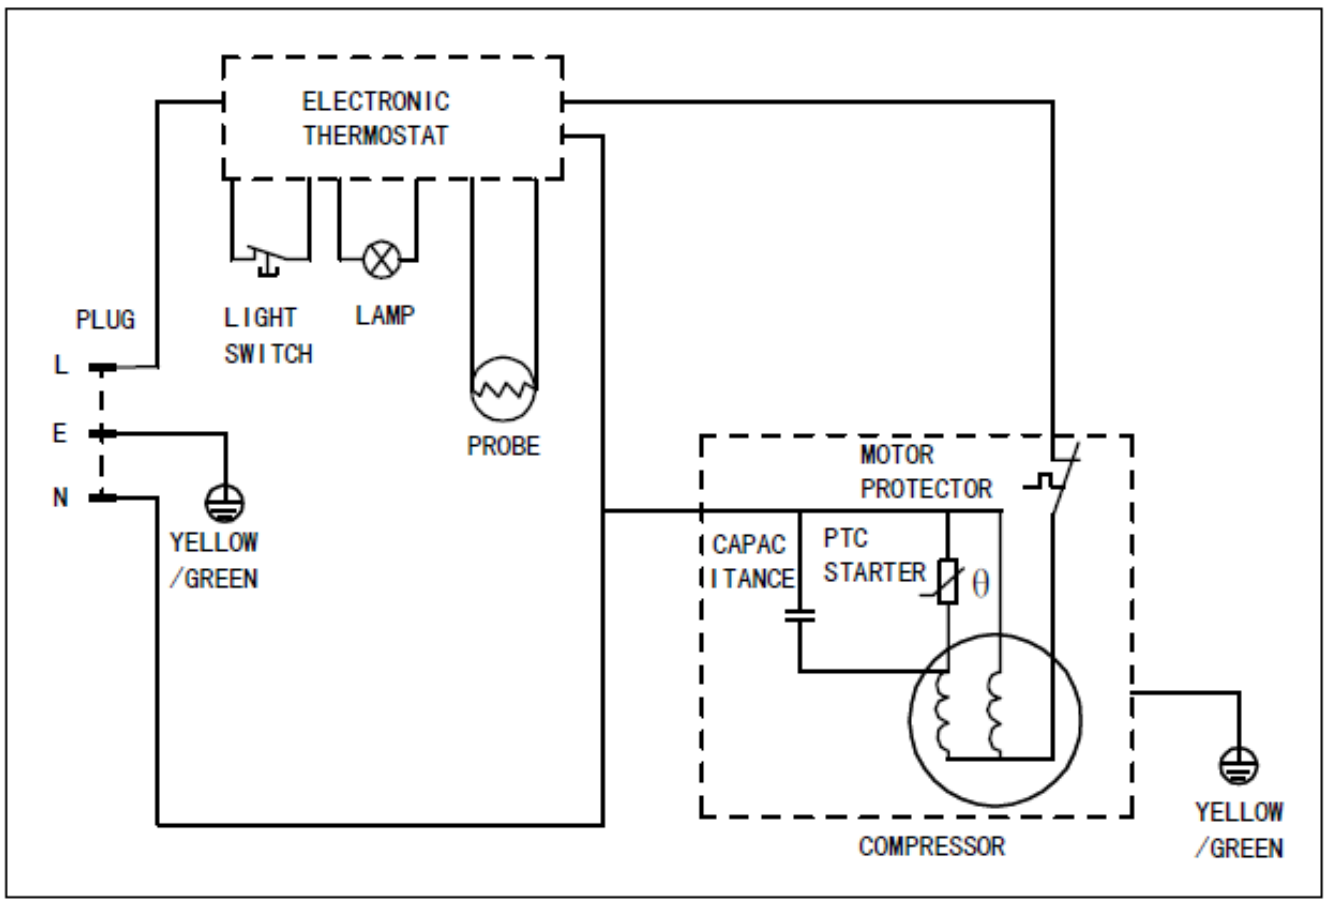 ELECTRONIC
THERMOSTAT
PLUG
LIGHT
SWITCH
LAMP
L
E
N
PROBE
YELLOW
/GREEN
MOTOR
PROTECTOR
CAPAC
ITANCE
PTC
STARTER
θ
COMPRESSOR
YELLOW
/GREEN